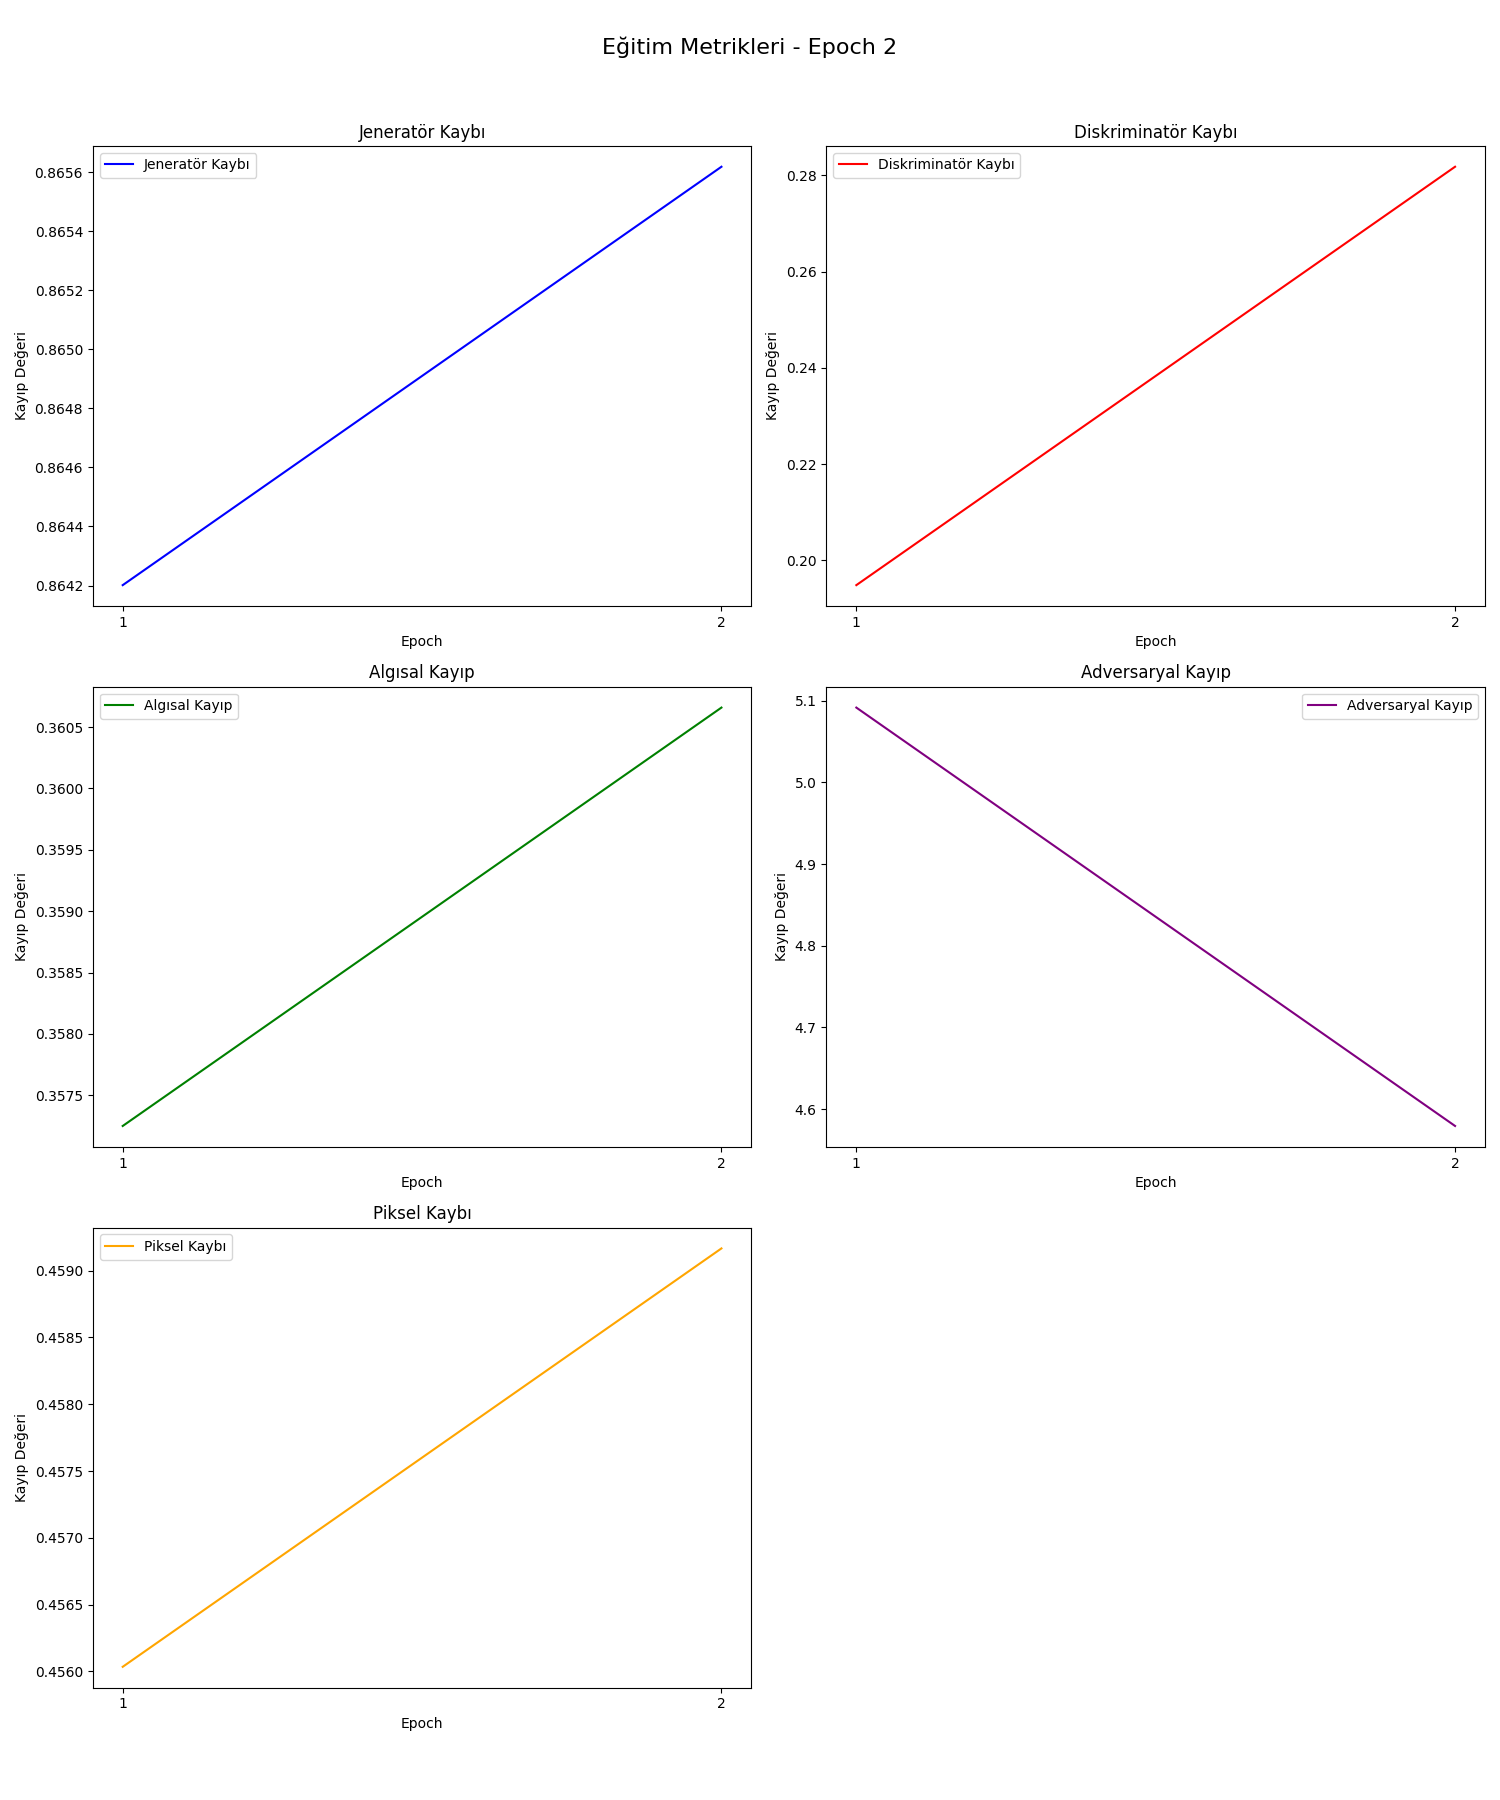 Eğitim Metrikleri - Epoch 2
Jeneratör Kaybı
Jeneratör Kaybı
0.8656
0.8654
0.8652
0.8650
0.8648
0.8646
0.8644
0.8642
Kayıp Değeri
1
2
Epoch
Diskriminatör Kaybı
Diskriminatör Kaybı
0.28
0.26
0.24
0.22
0.20
Kayıp Değeri
1
2
Epoch
Algısal Kayıp
Algısal Kayıp
0.3605
0.3600
0.3595
0.3590
0.3585
0.3580
0.3575
Kayıp Değeri
1
2
Epoch
Adversaryal Kayıp
Adversaryal Kayıp
5.1
5.0
4.9
4.8
4.7
4.6
Kayıp Değeri
1
2
Epoch
Piksel Kaybı
Piksel Kaybı
0.4590
0.4585
0.4580
0.4575
0.4570
0.4565
0.4560
Kayıp Değeri
1
2
Epoch